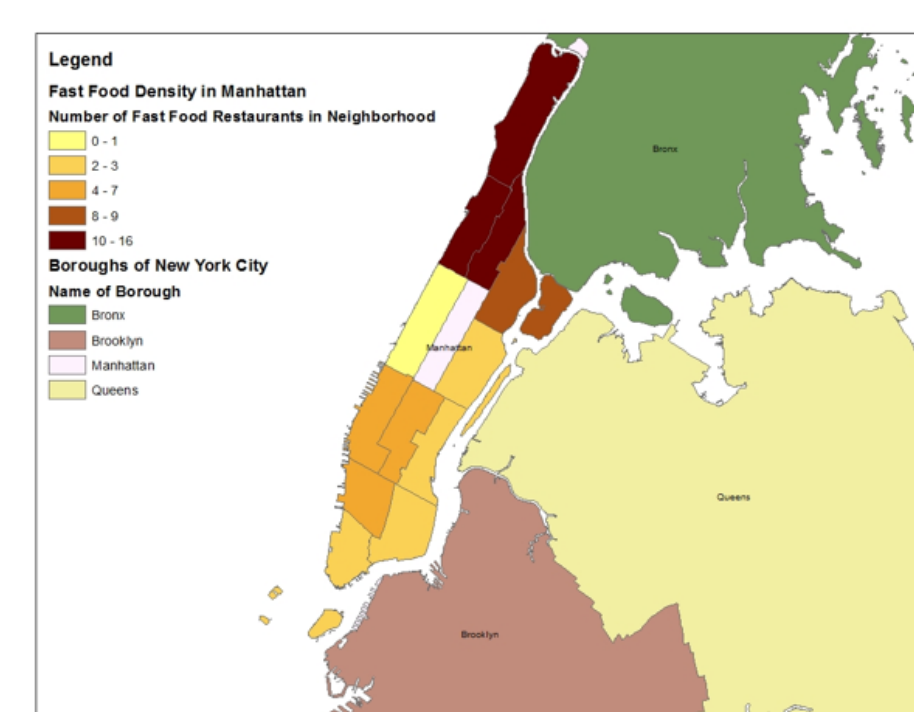 Legend
Fast Food Density in Manhattan
Number of Fast Food Restaurants in Neighborhood
0 - 1
2 - 3
4 - 7
8 - 9
10 - 16
Boroughs of New York City
Name of Borough
Bronx
Brooklyn
Manhattan
Queens
Bronx
Manhattan
Queens
Brooklyn